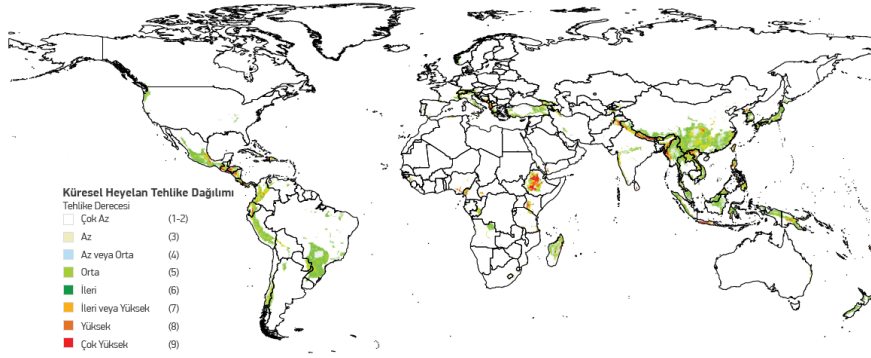 Küresel Heyelan Tehlike Dağılımı
Tehlike Derecesi
Çok Az (1-2)
Az (3)
Az veya Orta (4)
Orta (5)
İleri (6)
İleri veya Yüksek (7)
Yüksek (8)
Çok Yüksek (9)